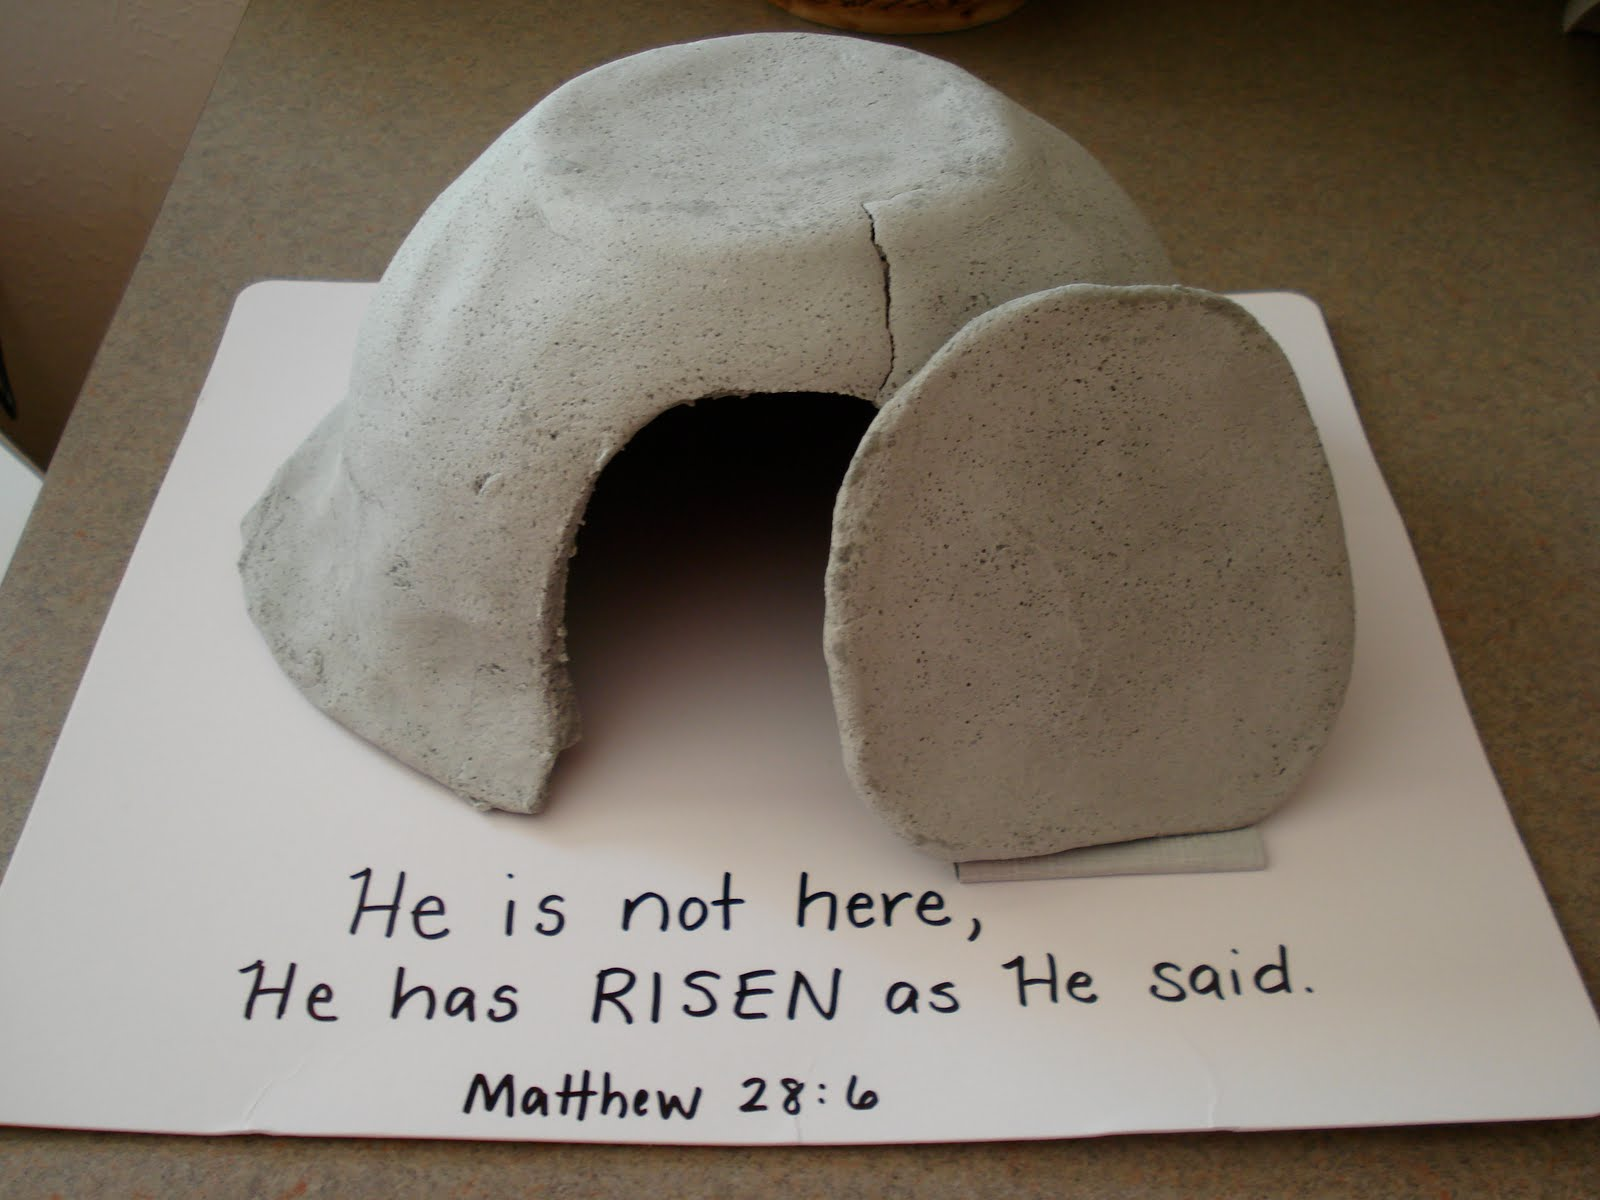 He is not here,
He has RISEN as He said.
Matthew 28:6